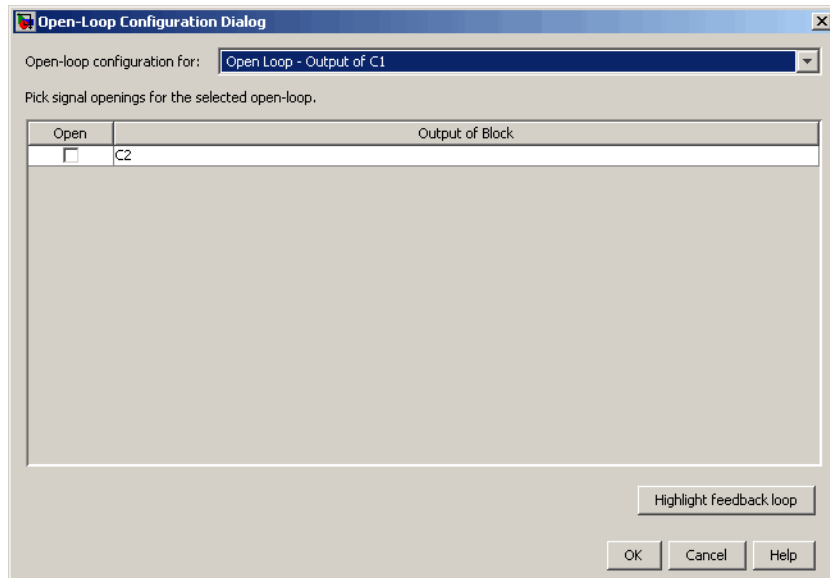 Open-Loop Configuration Dialog
Open-loop configuration for: Open Loop - Output of C1
Pick signal openings for the selected open-loop.
Open Output of Block
C2
Highlight feedback loop
OK Cancel Help